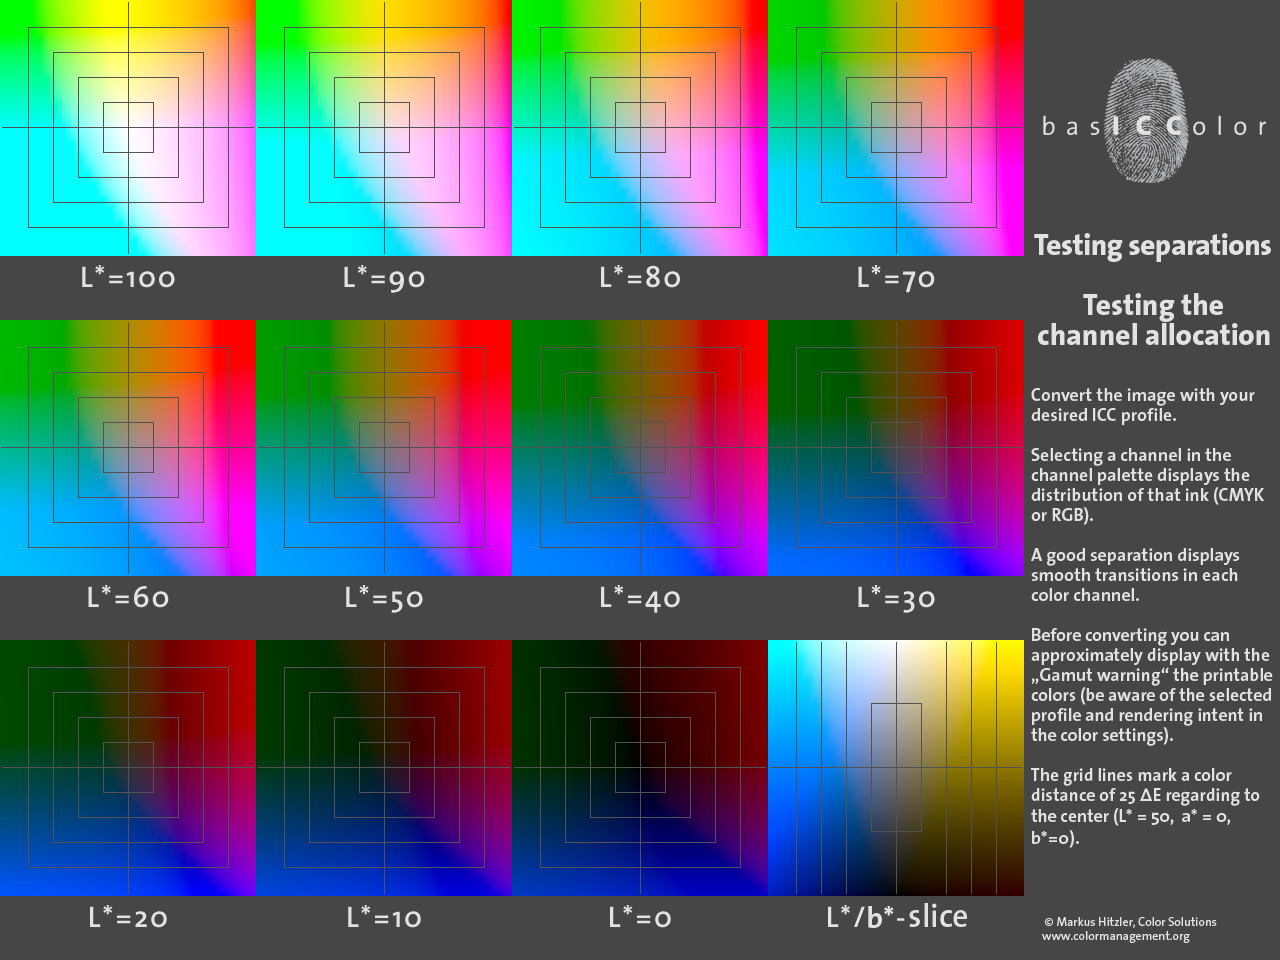 L*=100
L*=90
L*=80
L*=70
L*=60
L*=50
L*=40
L*=30
L*=20
L*=10
L*=0
L*/b*-slice
basICColor
Testing separations
Testing the
channel allocation
Convert the image with your
desired ICC profile.
Selecting a channel in the
channel palette displays the
distribution of that ink (CMYK
or RGB).
A good separation displays
smooth transitions in each
color channel.
Before converting you can
approximately display with the
„Gamut warning“ the printable
colors (be aware of the selected
profile and rendering intent in
the color settings).
The grid lines mark a color
distance of 25 ΔE regarding to
the center (L* = 50, a* = 0,
b*=0).
© Markus Hitzler, Color Solutions
www.colormanagement.org